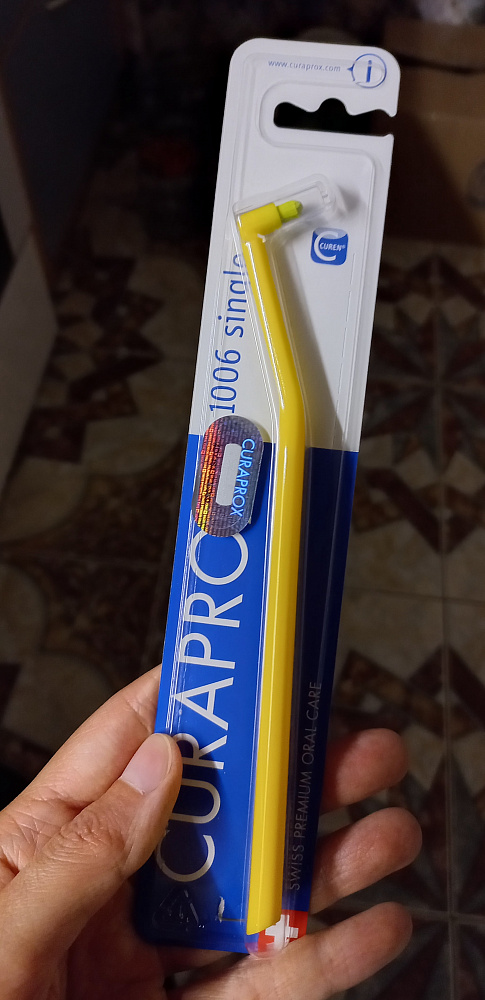 www.curaprox.com
i
CUREN®
1006 single
CURAPROX
CURAPROX
SWISS PREMIUM ORAL CARE